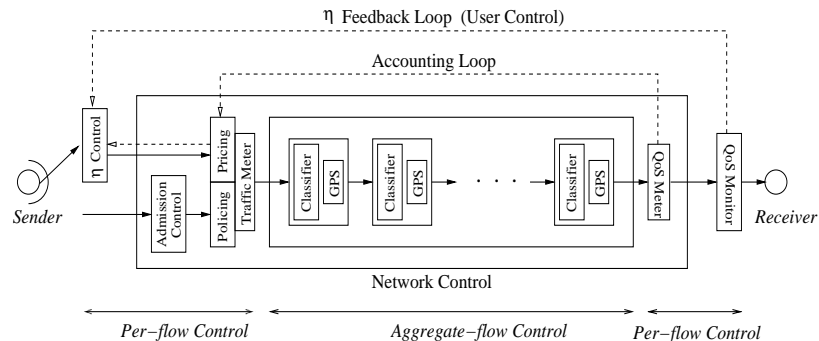 η Feedback Loop (User Control)
Accounting Loop
η Control
Pricing
Policing
Traffic Meter
Admission
Control
Classifier
GPS
Classifier
GPS
. . . .
Classifier
GPS
QoS Meter
QoS Monitor
Sender
Receiver
Network Control
Per−flow Control
Aggregate−flow Control
Per−flow Control